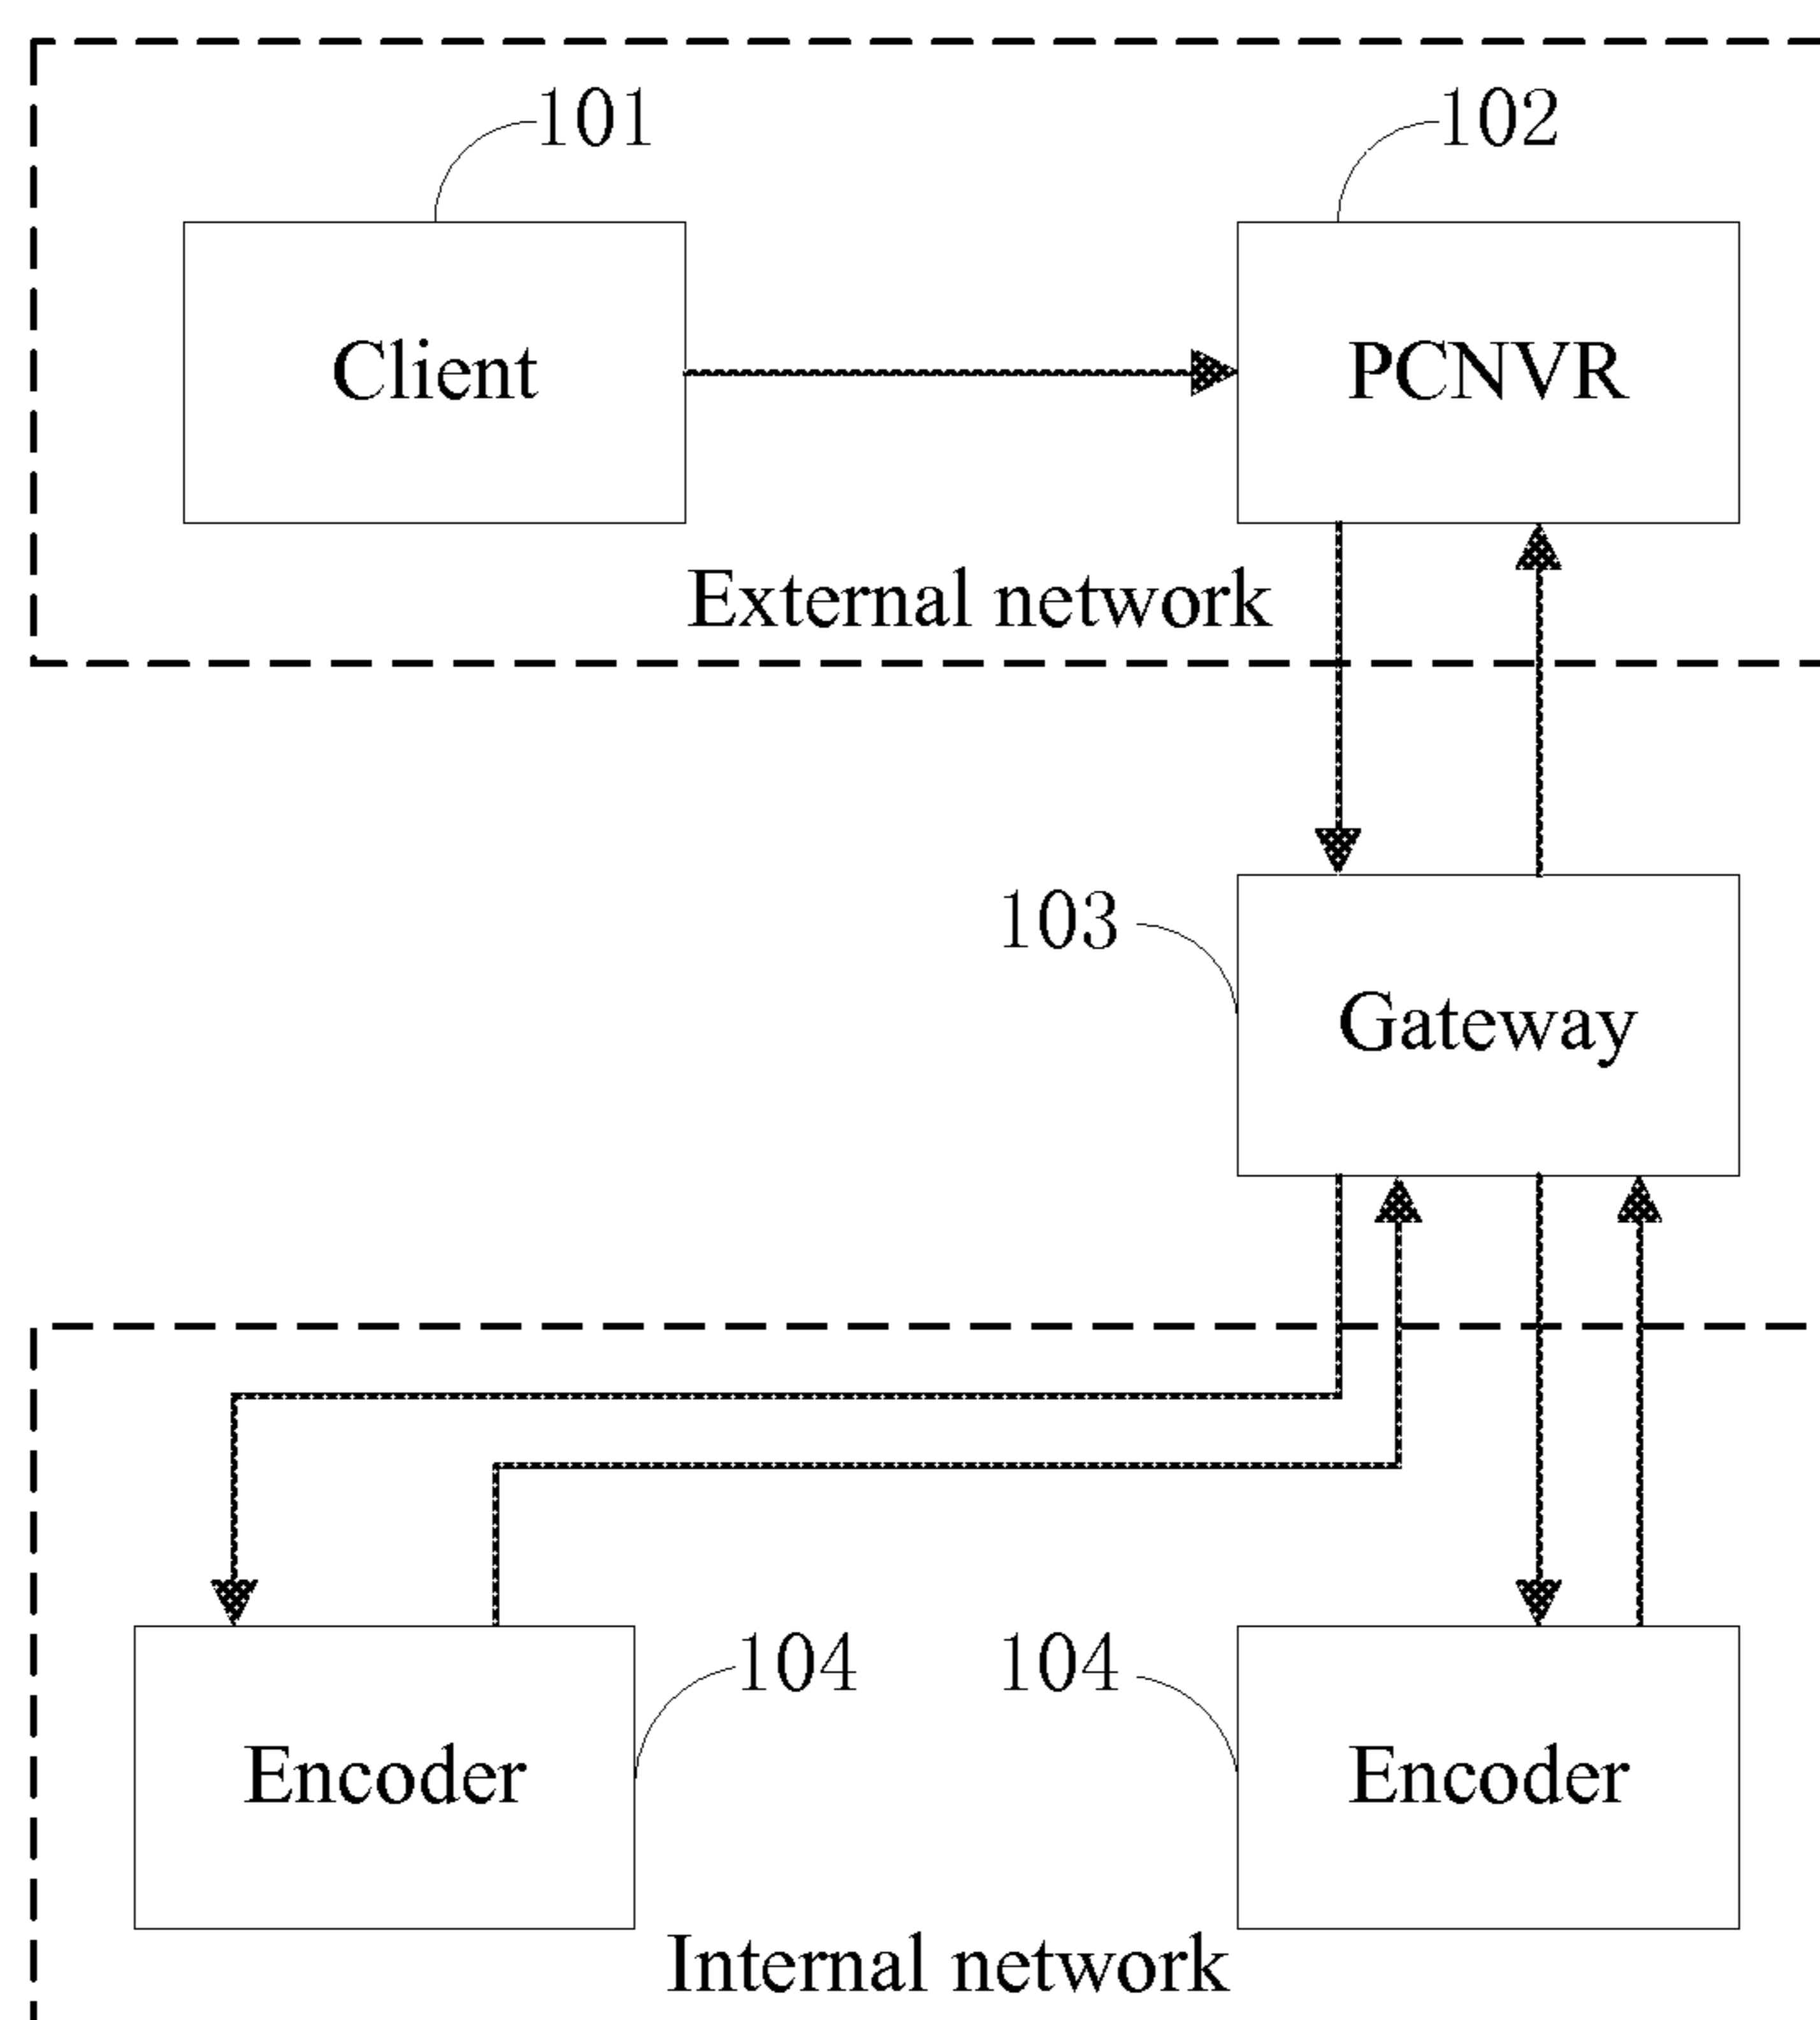 101
102
Client
PCNVR
External network
103
Gateway
104
104
Encoder
Encoder
Internal network